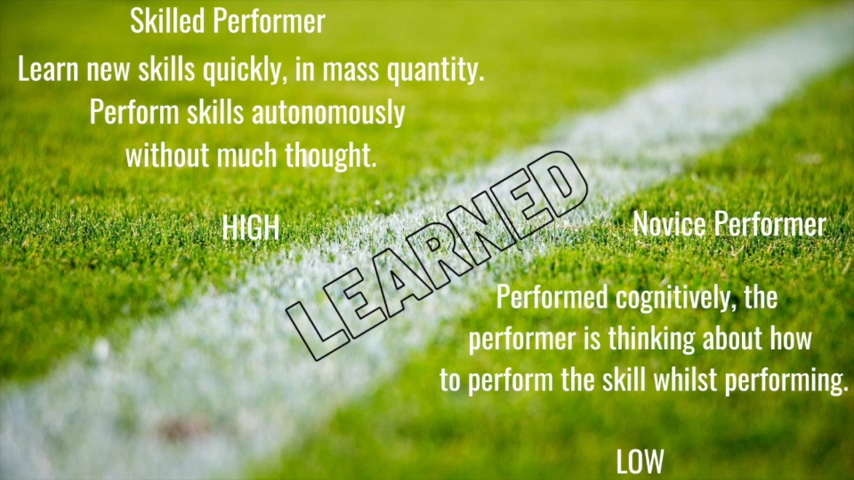 Skilled Performer
Learn new skills quickly, in mass quantity.
Perform skills autonomously
without much thought.
HIGH
LEARNED
Novice Performer
Performed cognitively, the
performer is thinking about how
to perform the skill whilst performing.
LOW